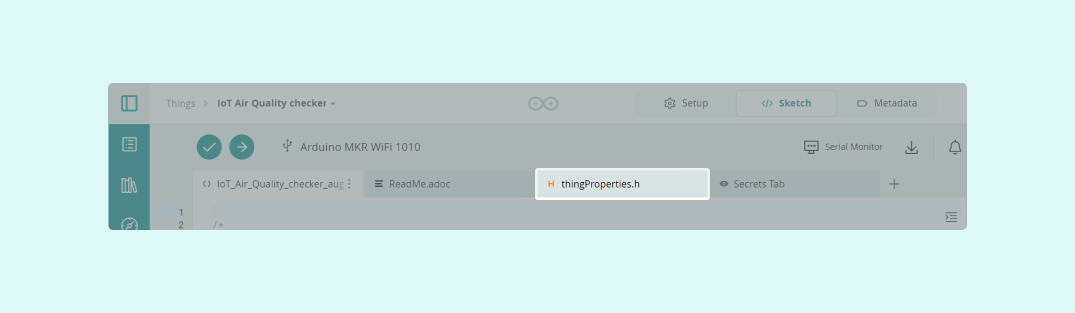 Things > IoT Air Quality checker
Setup
</> Sketch
Metadata
Arduino MKR WiFi 1010
Serial Monitor
IoT_Air_Quality_checker_aug
ReadMe.adoc
H thingProperties.h
Secrets Tab
1
2 /*